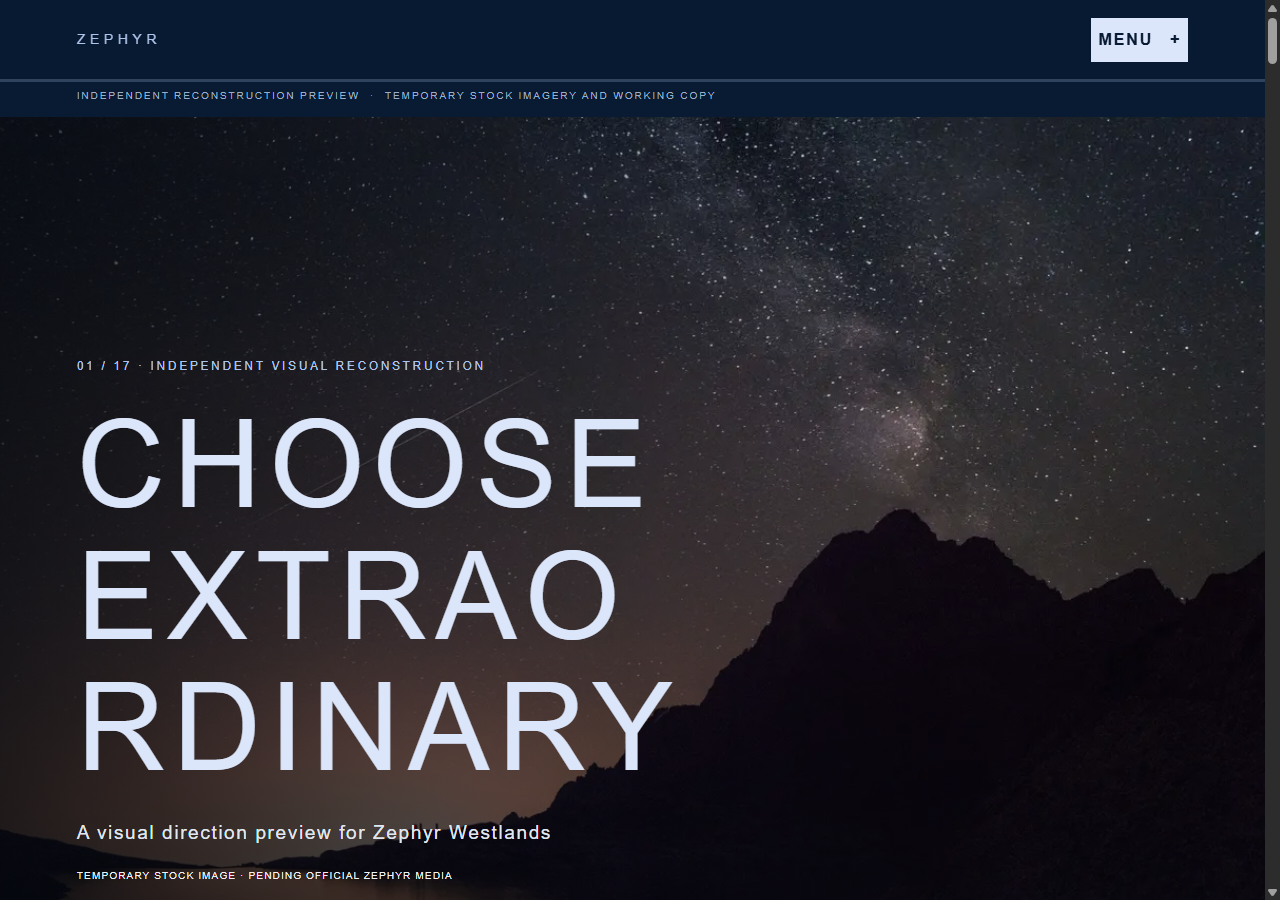 ZEPHYR
MENU +
INDEPENDENT RECONSTRUCTION PREVIEW · TEMPORARY STOCK IMAGERY AND WORKING COPY
01 / 17 · INDEPENDENT VISUAL RECONSTRUCTION
CHOOSE
EXTRAO
RDINARY
A visual direction preview for Zephyr Westlands
TEMPORARY STOCK IMAGE · PENDING OFFICIAL ZEPHYR MEDIA